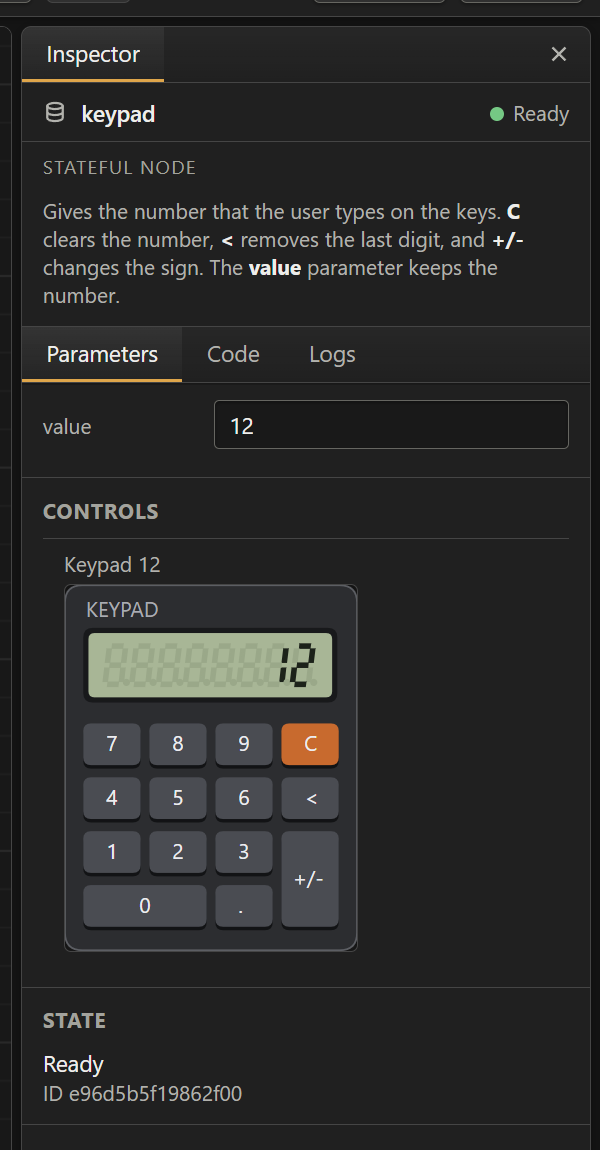 Inspector
keypad
Ready
STATEFUL NODE
Gives the number that the user types on the keys. C
clears the number, < removes the last digit, and +/-
changes the sign. The value parameter keeps the
number.
Parameters Code Logs
value 12
CONTROLS
Keypad 12
KEYPAD
12
7 8 9 C
4 5 6 <
1 2 3
+/-
0 .
STATE
Ready
ID e96d5b5f19862f00